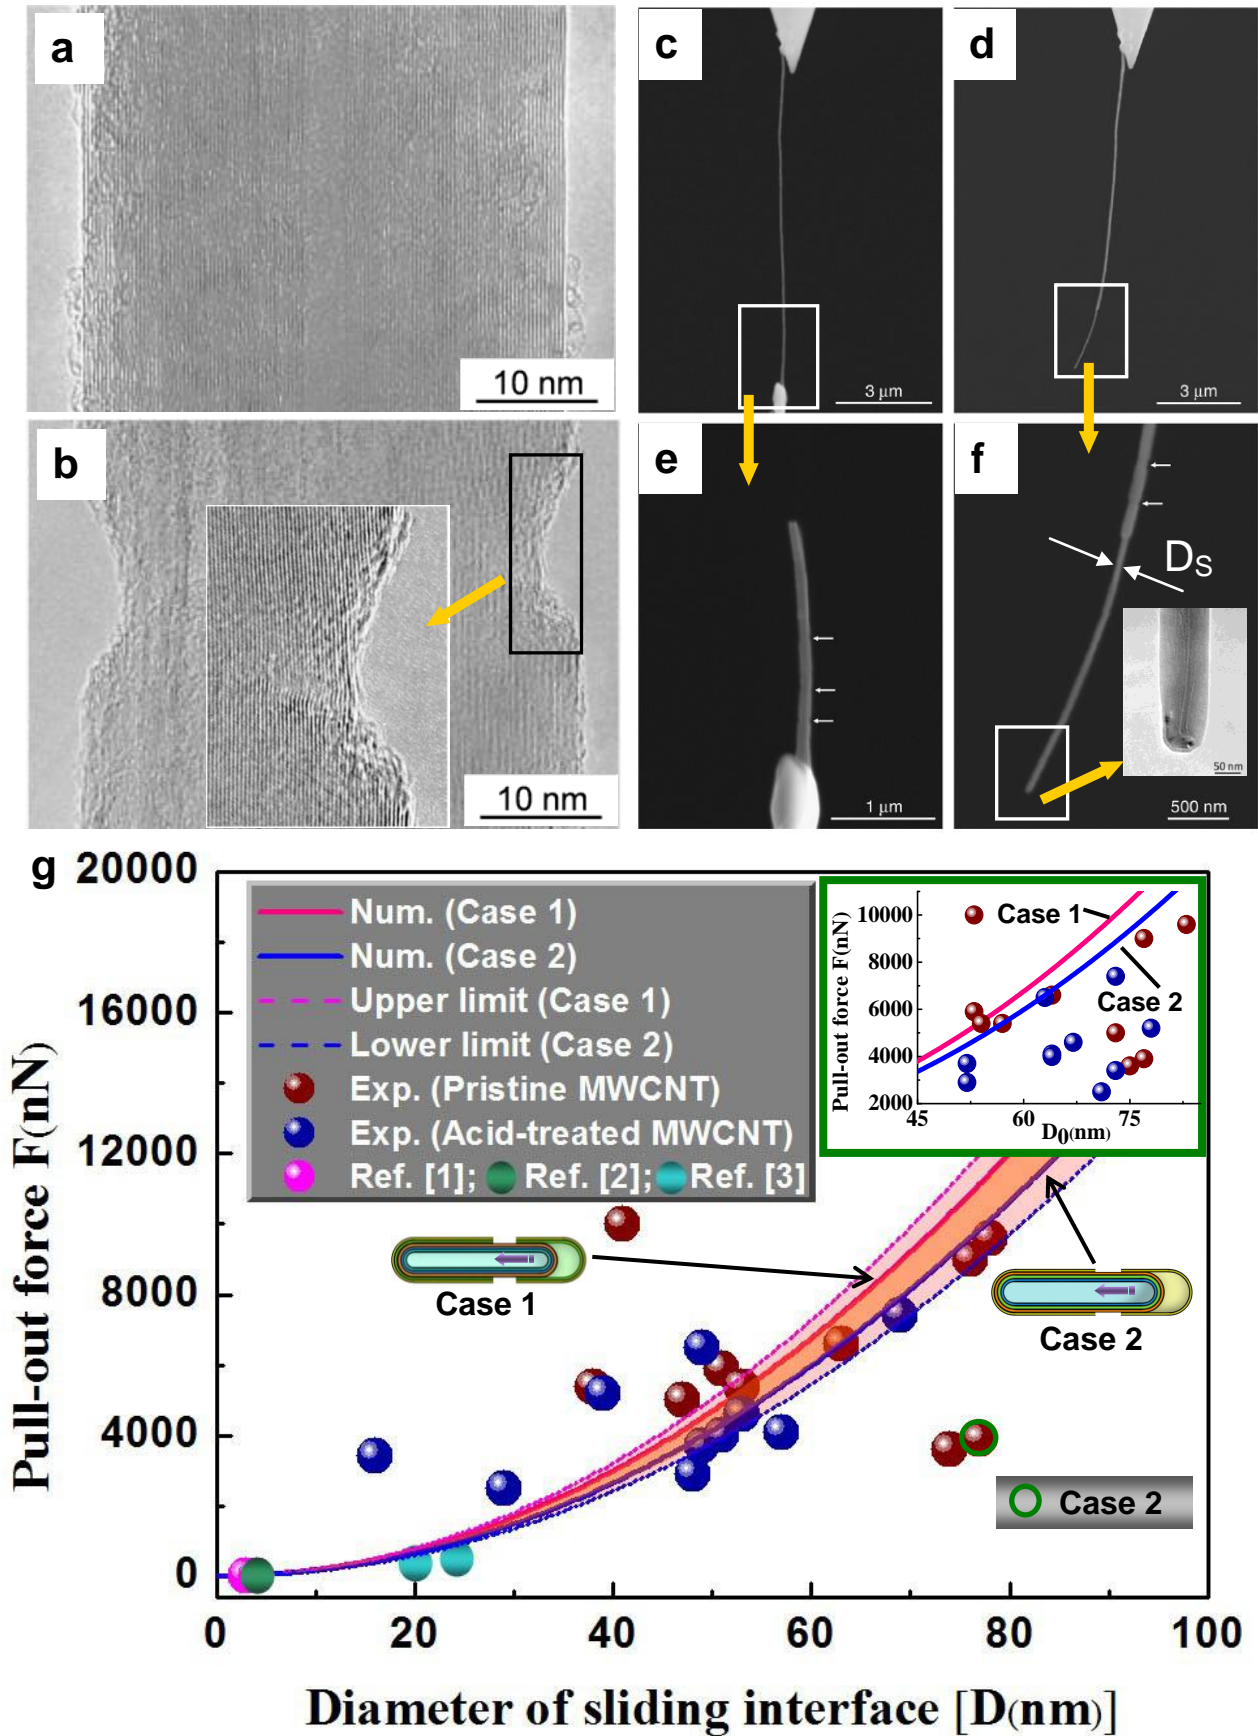 a
10 nm
b
10 nm
c
3 μm
d
3 μm
e
1 μm
f
D_S
50 nm
500 nm
g
20000
16000
12000
8000
4000
0
Pull-out force F(nN)
Num. (Case 1)
Num. (Case 2)
Upper limit (Case 1)
Lower limit (Case 2)
Exp. (Pristine MWCNT)
Exp. (Acid-treated MWCNT)
Ref. [1]; Ref. [2]; Ref. [3]
Pull-out force F(nN)
10000
8000
6000
4000
2000
Case 1
Case 2
45 60 75
D0(nm)
Case 1
Case 2
Case 2
0 20 40 60 80 100
Diameter of sliding interface [D(nm)]